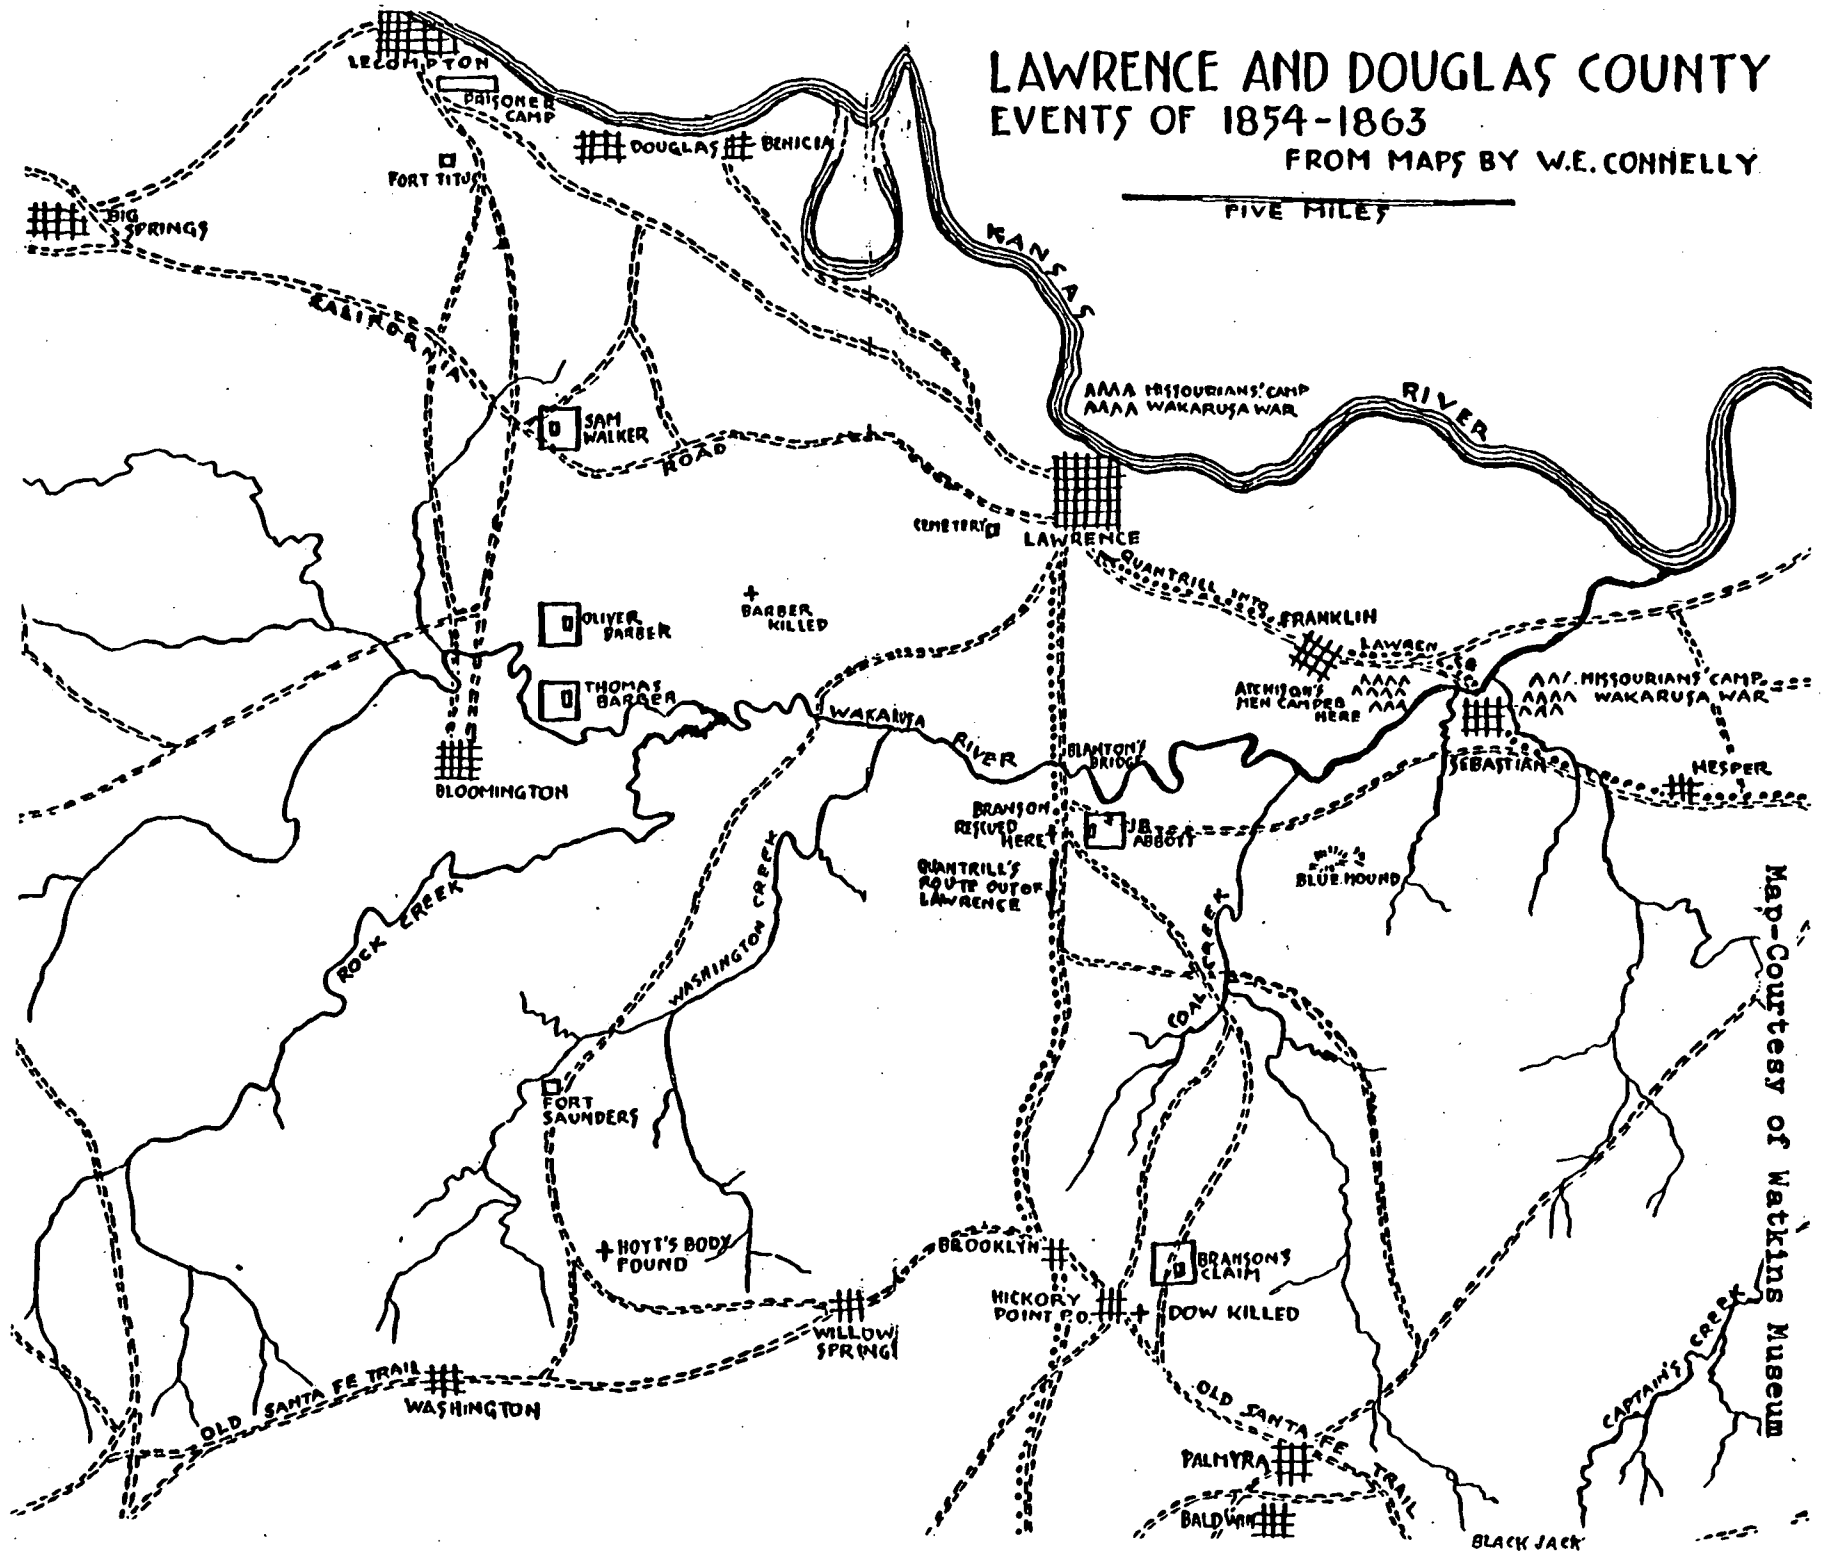 LAWRENCE AND DOUGLAS COUNTY
EVENTS OF 1854-1863
FROM MAPS BY W.E. CONNELLY
FIVE MILES
LECOMPTON
PRISONER
CAMP
DOUGLAS
BENICIA
FORT TITUS
BIG
SPRINGS
KANSAS
RIVER
CALIFORNIA
ROAD
SAM
WALKER
MISSOURIANS' CAMP
WAKARUSA WAR
CEMETERY
LAWRENCE
QUANTRILL INTO
LAWREN
FRANKLIN
OLIVER
BARBER
BARBER
KILLED
THOMAS
BARBER
ATCHISON'S
MEN CAMPED
HERE
MISSOURIANS' CAMP
WAKARUSA WAR
WAKARUSA
RIVER
BLANTON'S
BRIDGE
SEBASTIAN
HESPER
BLOOMINGTON
BRANSON
RESCUED
HERE
J.B.
ABBOTT
QUANTRILL'S
ROUTE OUT OF
LAWRENCE
BLUE MOUND
ROCK CREEK
WASHINGTON CREEK
COAL CREEK
FORT
SAUNDERS
HOYT'S BODY
FOUND
BROOKLYN
BRANSON'S
CLAIM
HICKORY
POINT P.O.
DOW KILLED
WILLOW
SPRINGS
OLD SANTA FE TRAIL
WASHINGTON
OLD SANTA FE TRAIL
CAPTAIN'S CREEK
PALMYRA
BALDWIN
BLACK JACK
Map-Courtesy of Watkins Museum